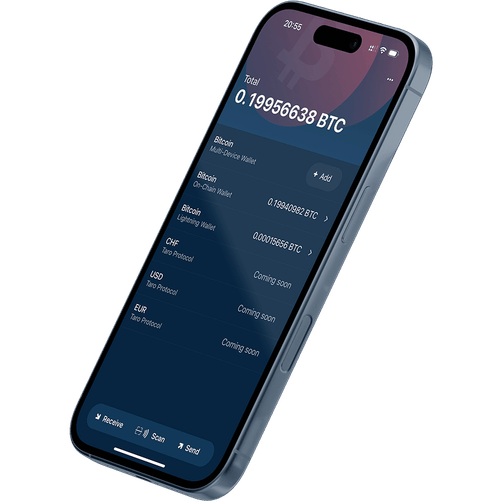 20:55
Total
0.19956638 BTC
Bitcoin
Multi-Device Wallet
+ Add
Bitcoin
On-Chain Wallet
0.19940982 BTC
Bitcoin
Lightning Wallet
0.00015656 BTC
CHF
Taro Protocol
Coming soon
USD
Taro Protocol
Coming soon
EUR
Taro Protocol
Coming soon
Receive
Scan
Send